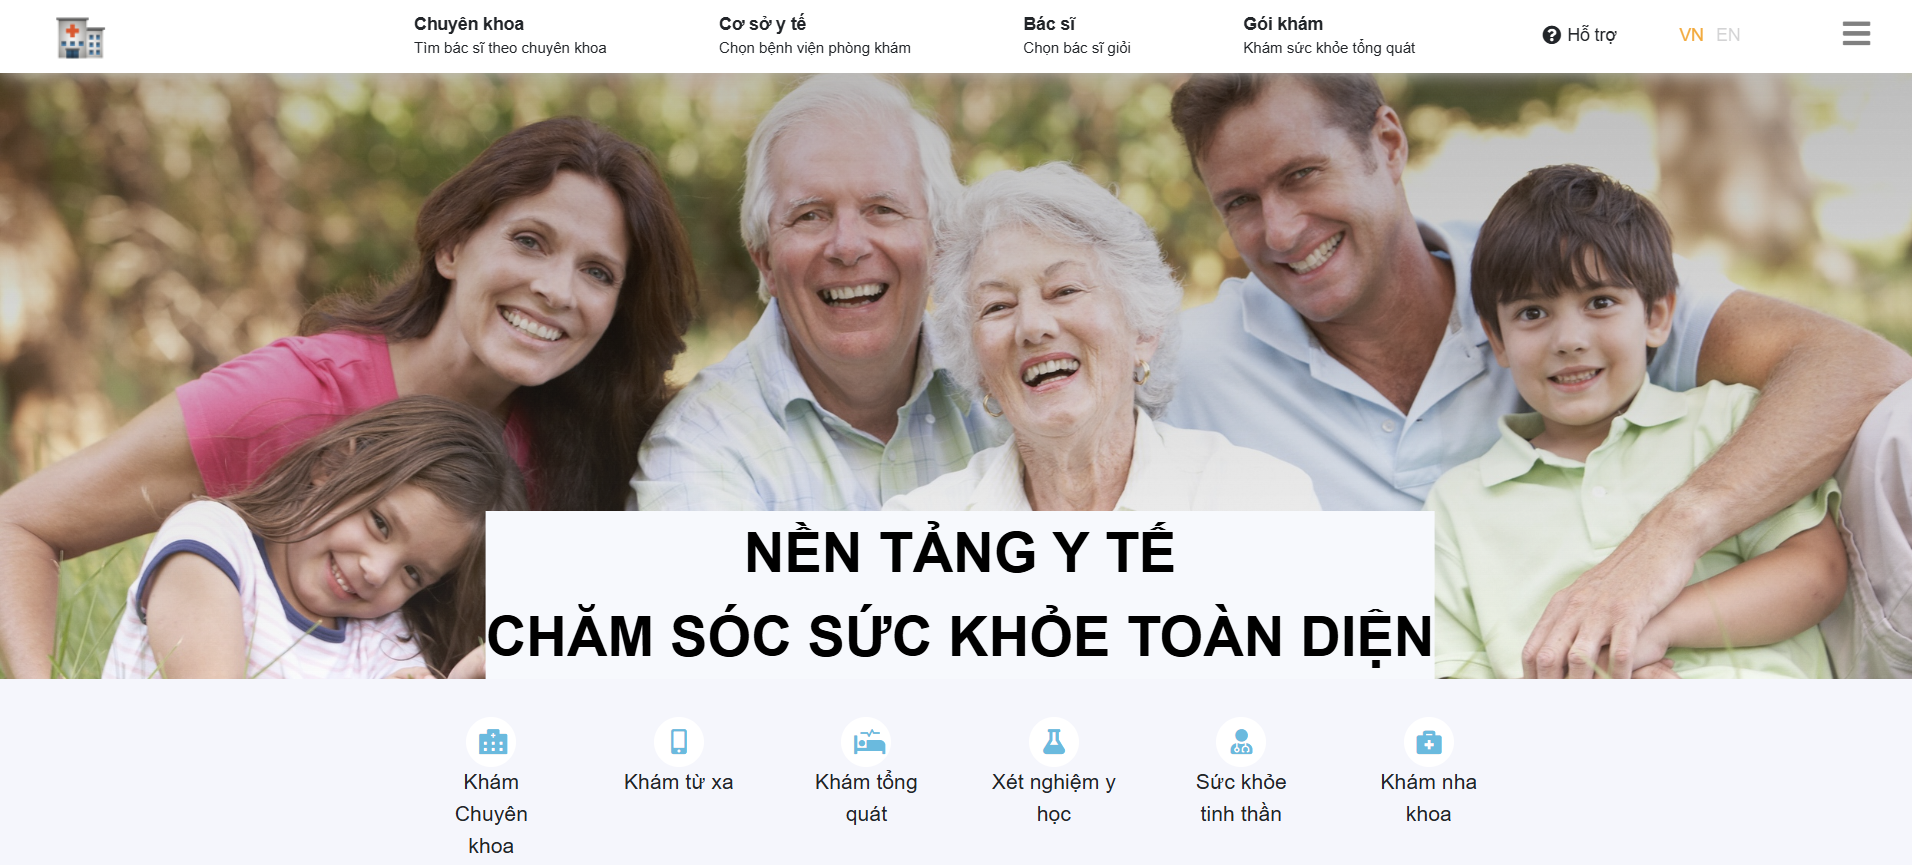 Chuyên khoa
Tìm bác sĩ theo chuyên khoa
Cơ sở y tế
Chọn bệnh viện phòng khám
Bác sĩ
Chọn bác sĩ giỏi
Gói khám
Khám sức khỏe tổng quát
Hỗ trợ
VN EN
NỀN TẢNG Y TẾ
CHĂM SÓC SỨC KHỎE TOÀN DIỆN
Khám
Chuyên
khoa
Khám từ xa
Khám tổng
quát
Xét nghiệm y
học
Sức khỏe
tinh thần
Khám nha
khoa